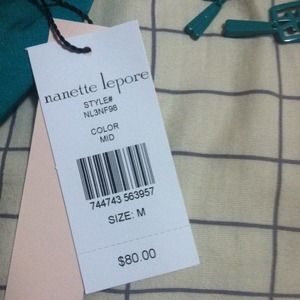 nanette lepore
STYLE#
NL3NF98
COLOR
MID
744743 563957
SIZE: M
$80.00